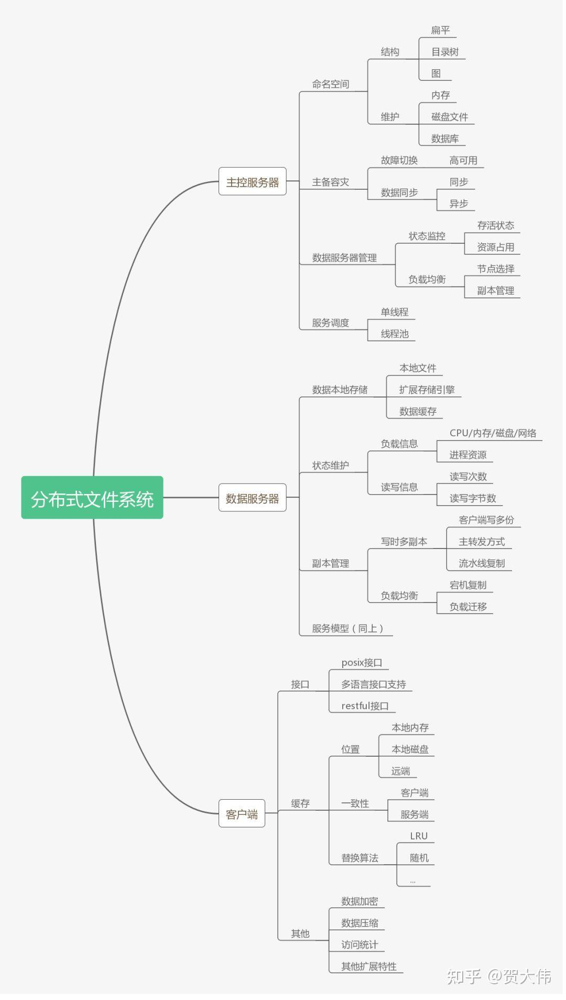 扁平
结构
目录树
图
命名空间
内存
维护
磁盘文件
数据库
故障切换
高可用
主控服务器
主备容灾
同步
数据同步
异步
存活状态
状态监控
资源占用
数据服务器管理
节点选择
负载均衡
副本管理
单线程
服务调度
线程池
本地文件
数据本地存储
扩展存储引擎
数据缓存
CPU/内存/磁盘/网络
负载信息
进程资源
状态维护
读写次数
读写信息
读写字节数
分布式文件系统
数据服务器
客户端写多份
写时多副本
主转发方式
流水线复制
副本管理
宕机复制
负载均衡
负载迁移
服务模型（同上）
posix接口
接口
多语言接口支持
restful接口
本地内存
位置
本地磁盘
远端
客户端
缓存
一致性
客户端
服务端
LRU
替换算法
随机
...
数据加密
数据压缩
其他
访问统计
其他扩展特性
知乎 @贺大伟